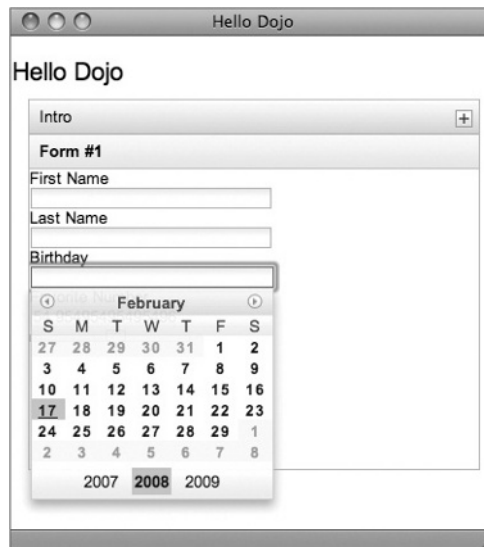 Hello Dojo
Hello Dojo
Intro
Form #1
First Name
Last Name
Birthday
February
S M T W T F S
27 28 29 30 31 1 2
3 4 5 6 7 8 9
10 11 12 13 14 15 16
17 18 19 20 21 22 23
24 25 26 27 28 29 1
2 3 4 5 6 7 8
2007 2008 2009